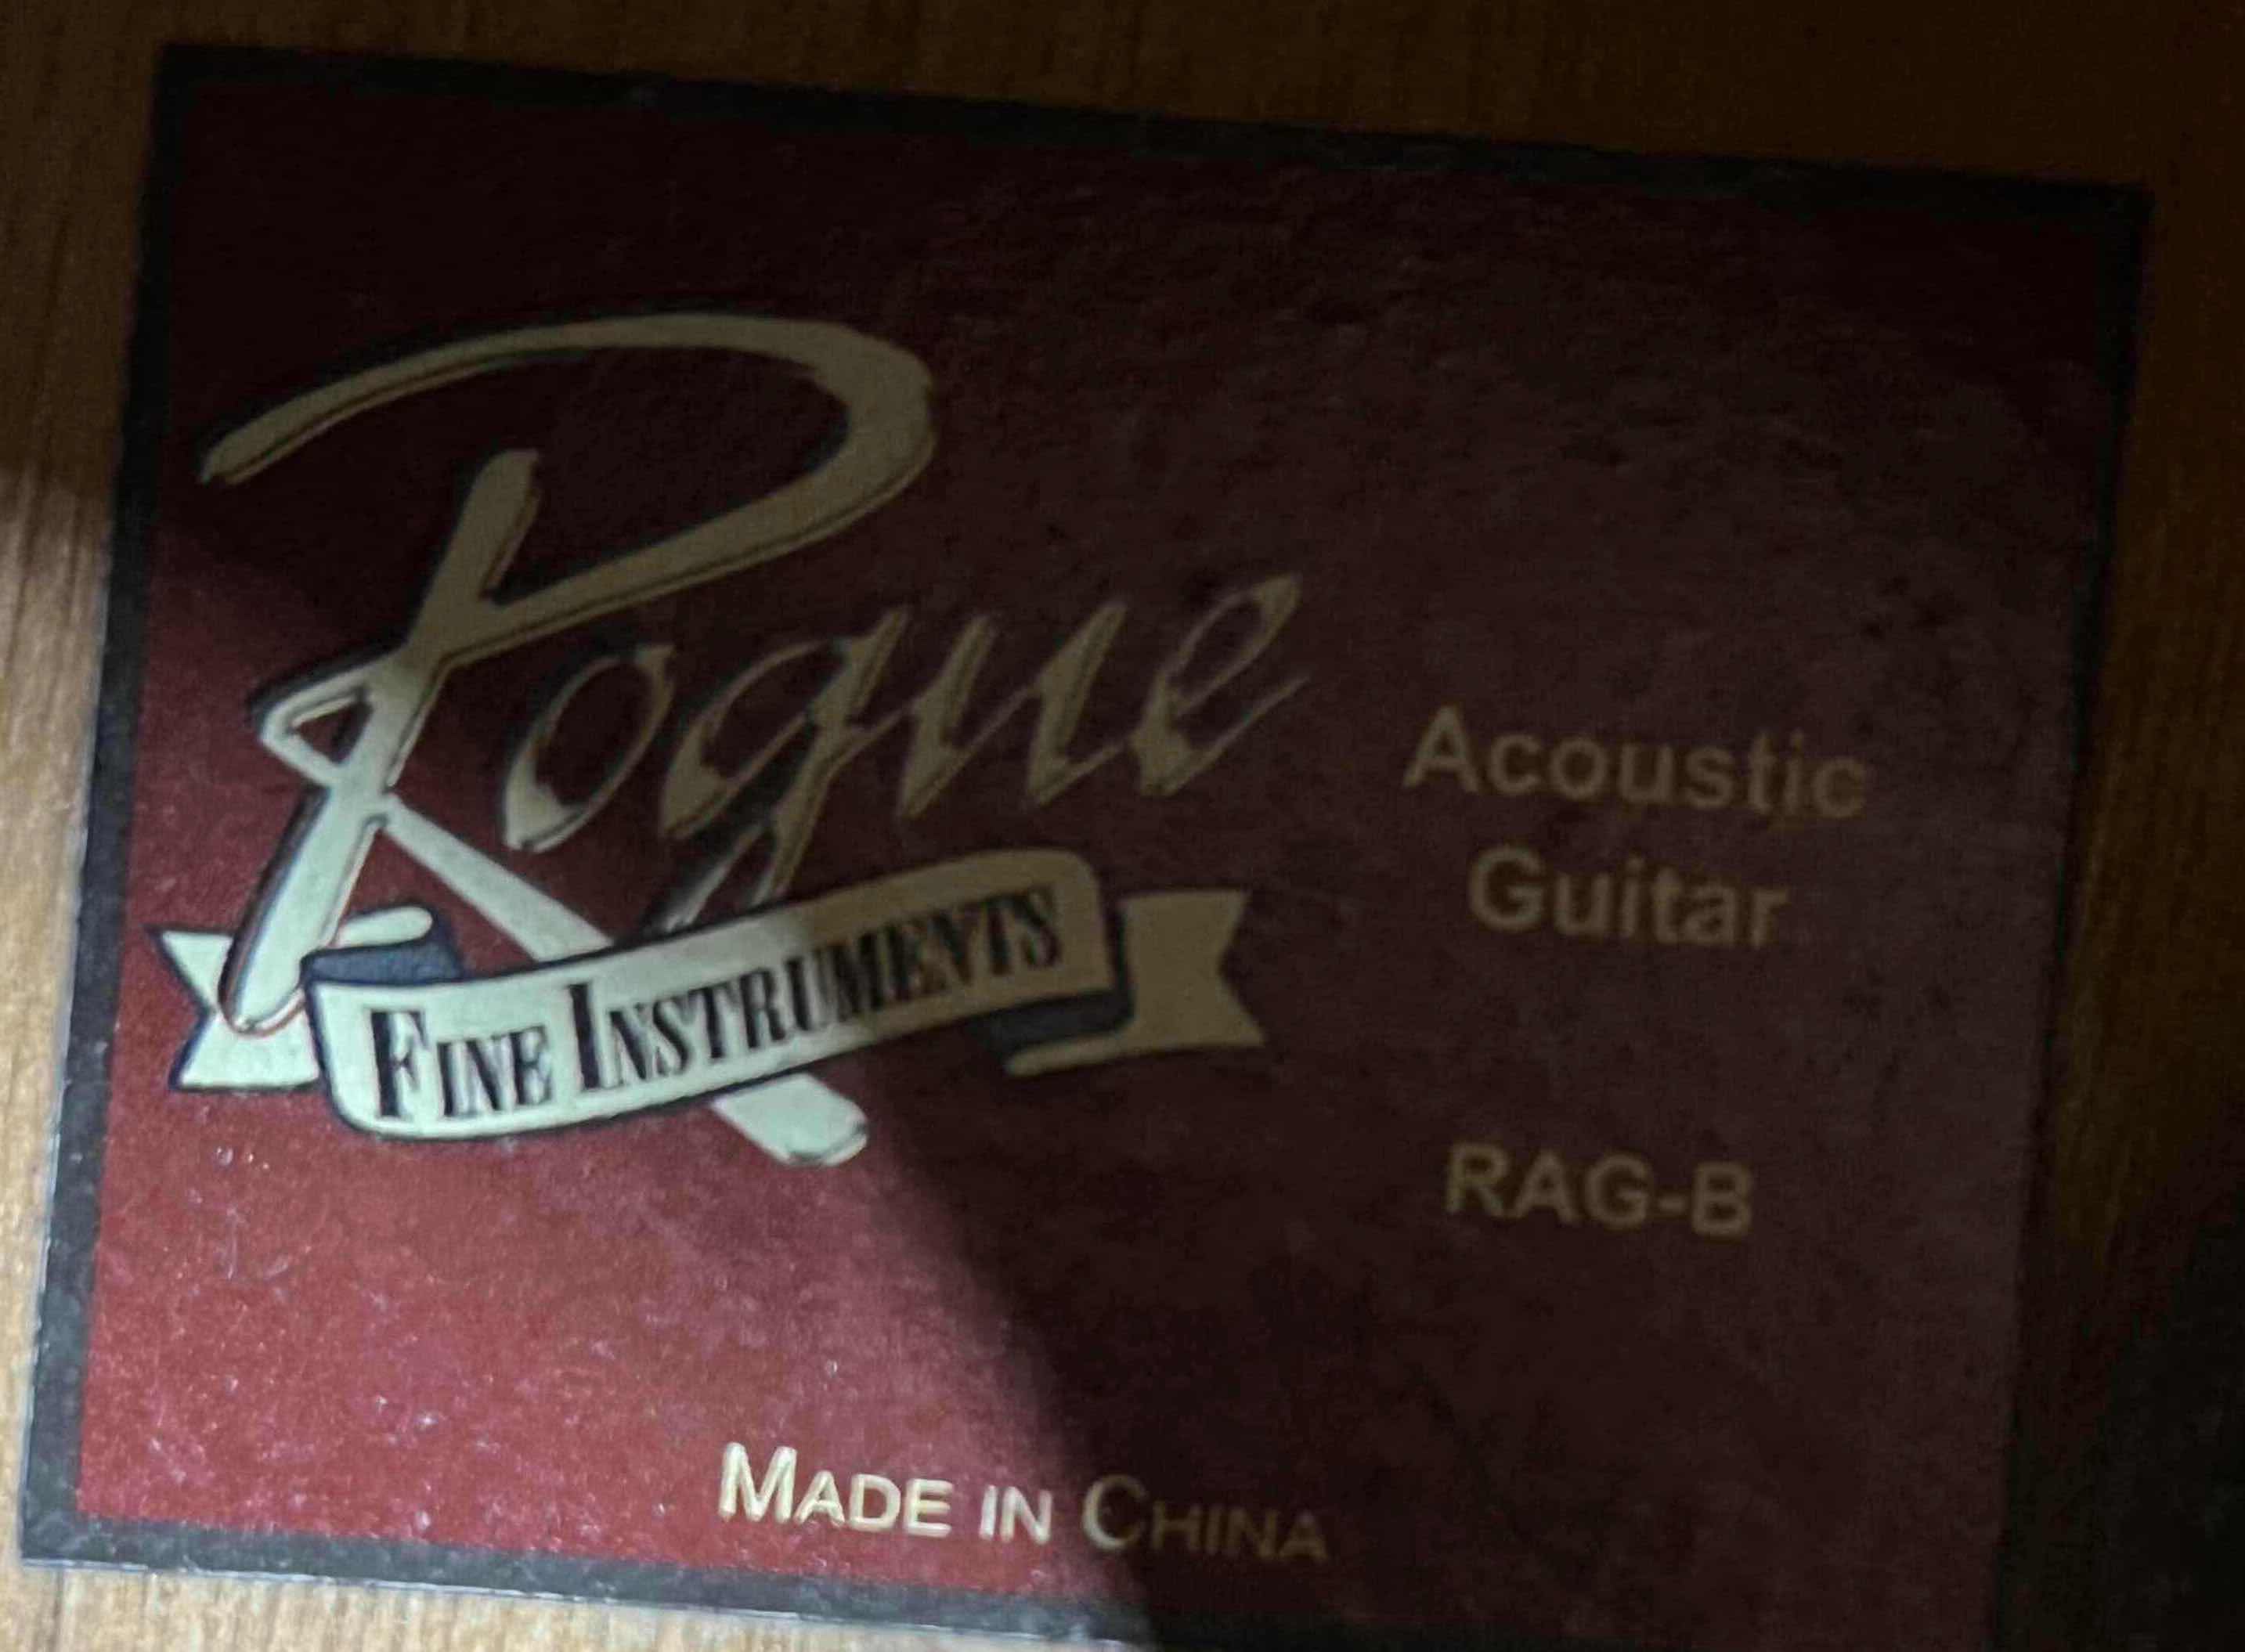 Rogue
FINE INSTRUMENTS
Acoustic
Guitar
RAG-B
MADE IN CHINA